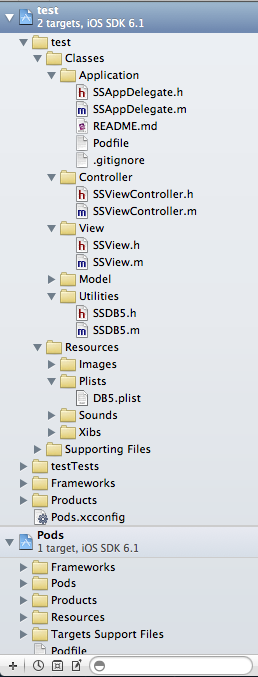 test
2 targets, iOS SDK 6.1
test
Classes
Application
h SSAppDelegate.h
m SSAppDelegate.m
README.md
Podfile
.gitignore
Controller
h SSViewController.h
m SSViewController.m
View
h SSView.h
m SSView.m
Model
Utilities
h SSDB5.h
m SSDB5.m
Resources
Images
Plists
DB5.plist
Sounds
Xibs
Supporting Files
testTests
Frameworks
Products
Pods.xcconfig
Pods
1 target, iOS SDK 6.1
Frameworks
Pods
Products
Resources
Targets Support Files
Podfile